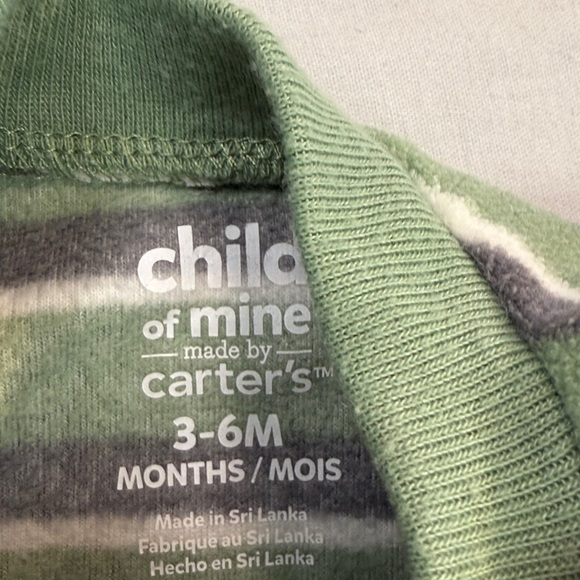 child
of mine
made by
carter's™
3-6M
MONTHS / MOIS
Made in Sri Lanka
Fabriqué au Sri Lanka
Hecho en Sri Lanka